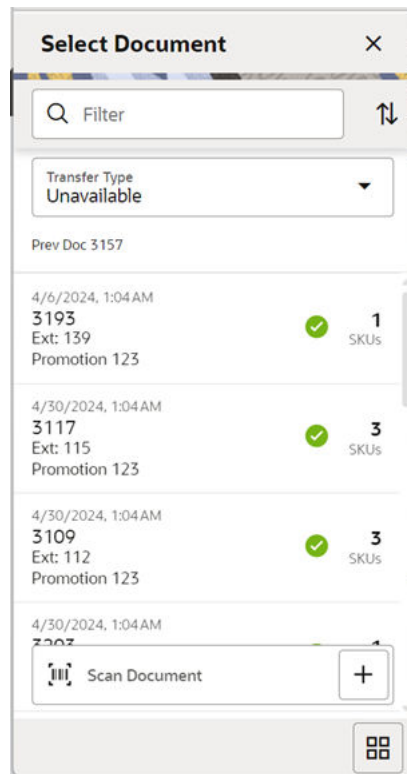 Select Document
Filter
Transfer Type
Unavailable
Prev Doc 3157
4/6/2024, 1:04 AM
3193
1
Ext: 139
SKUs
Promotion 123
4/30/2024, 1:04 AM
3117
3
Ext: 115
SKUs
Promotion 123
4/30/2024, 1:04 AM
3109
3
Ext: 112
SKUs
Promotion 123
4/30/2024, 1:04 AM
Scan Document